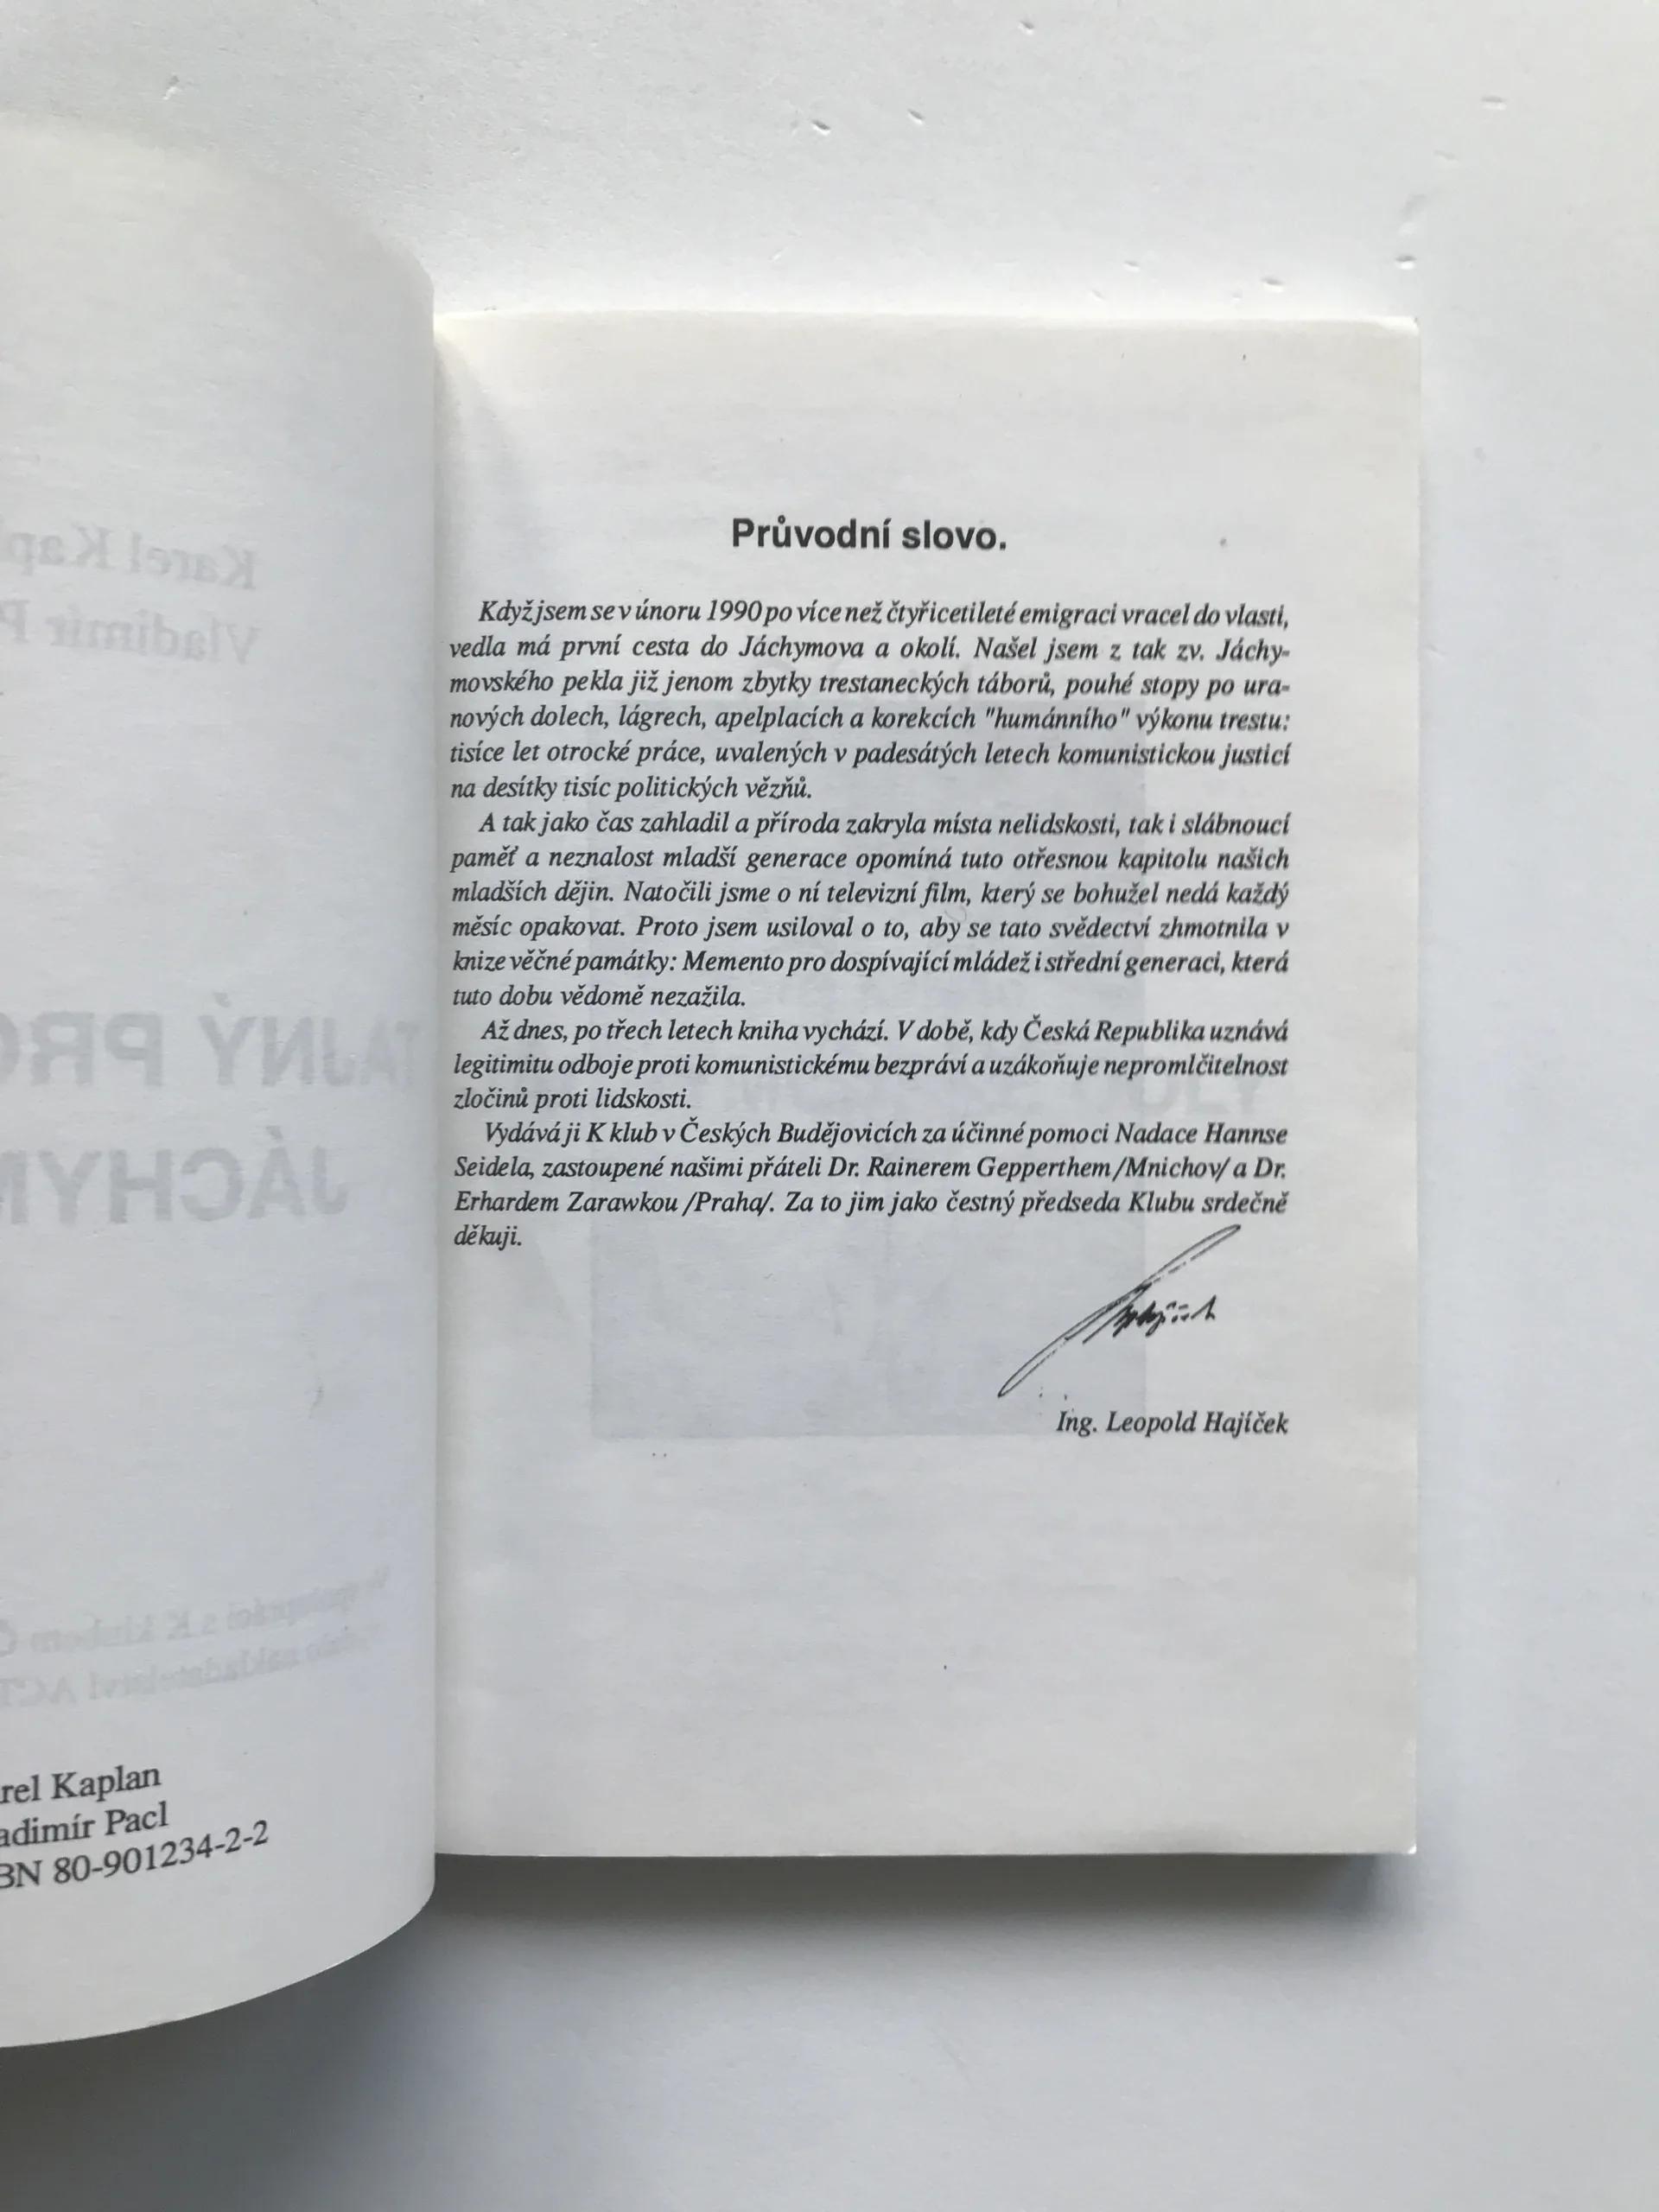 Karel Kap
Vladimír P
TAJNÝ PRO
JÁCHYM
s K klubem
nakladatelství ACT
rel Kaplan
adimír Pacl
BN 80-901234-2-2
Průvodní slovo.
Když jsem se v únoru 1990 po více než čtyřicetileté emigraci vracel do vlasti,
vedla má první cesta do Jáchymova a okolí. Našel jsem z tak zv. Jáchy-
movského pekla již jenom zbytky trestaneckých táborů, pouhé stopy po ura-
nových dolech, lágrech, apelplacích a korekcích "humánního" výkonu trestu:
tisíce let otrocké práce, uvalených v padesátých letech komunistickou justicí
na desítky tisíc politických vězňů.
A tak jako čas zahladil a příroda zakryla místa nelidskosti, tak i slábnoucí
paměť a neznalost mladší generace opomíná tuto otřesnou kapitolu našich
mladších dějin. Natočili jsme o ní televizní film, který se bohužel nedá každý
měsíc opakovat. Proto jsem usiloval o to, aby se tato svědectví zhmotnila v
knize věčné památky: Memento pro dospívající mládež i střední generaci, která
tuto dobu vědomě nezažila.
Až dnes, po třech letech kniha vychází. V době, kdy Česká Republika uznává
legitimitu odboje proti komunistickému bezpráví a uzákoňuje nepromlčitelnost
zločinů proti lidskosti.
Vydává ji K klub v Českých Budějovicích za účinné pomoci Nadace Hannse
Seidela, zastoupené našimi přáteli Dr. Rainerem Gepperthem /Mnichov/ a Dr.
Erhardem Zarawkou /Praha/. Za to jim jako čestný předseda Klubu srdečně
děkuji.
Ing. Leopold Hajíček